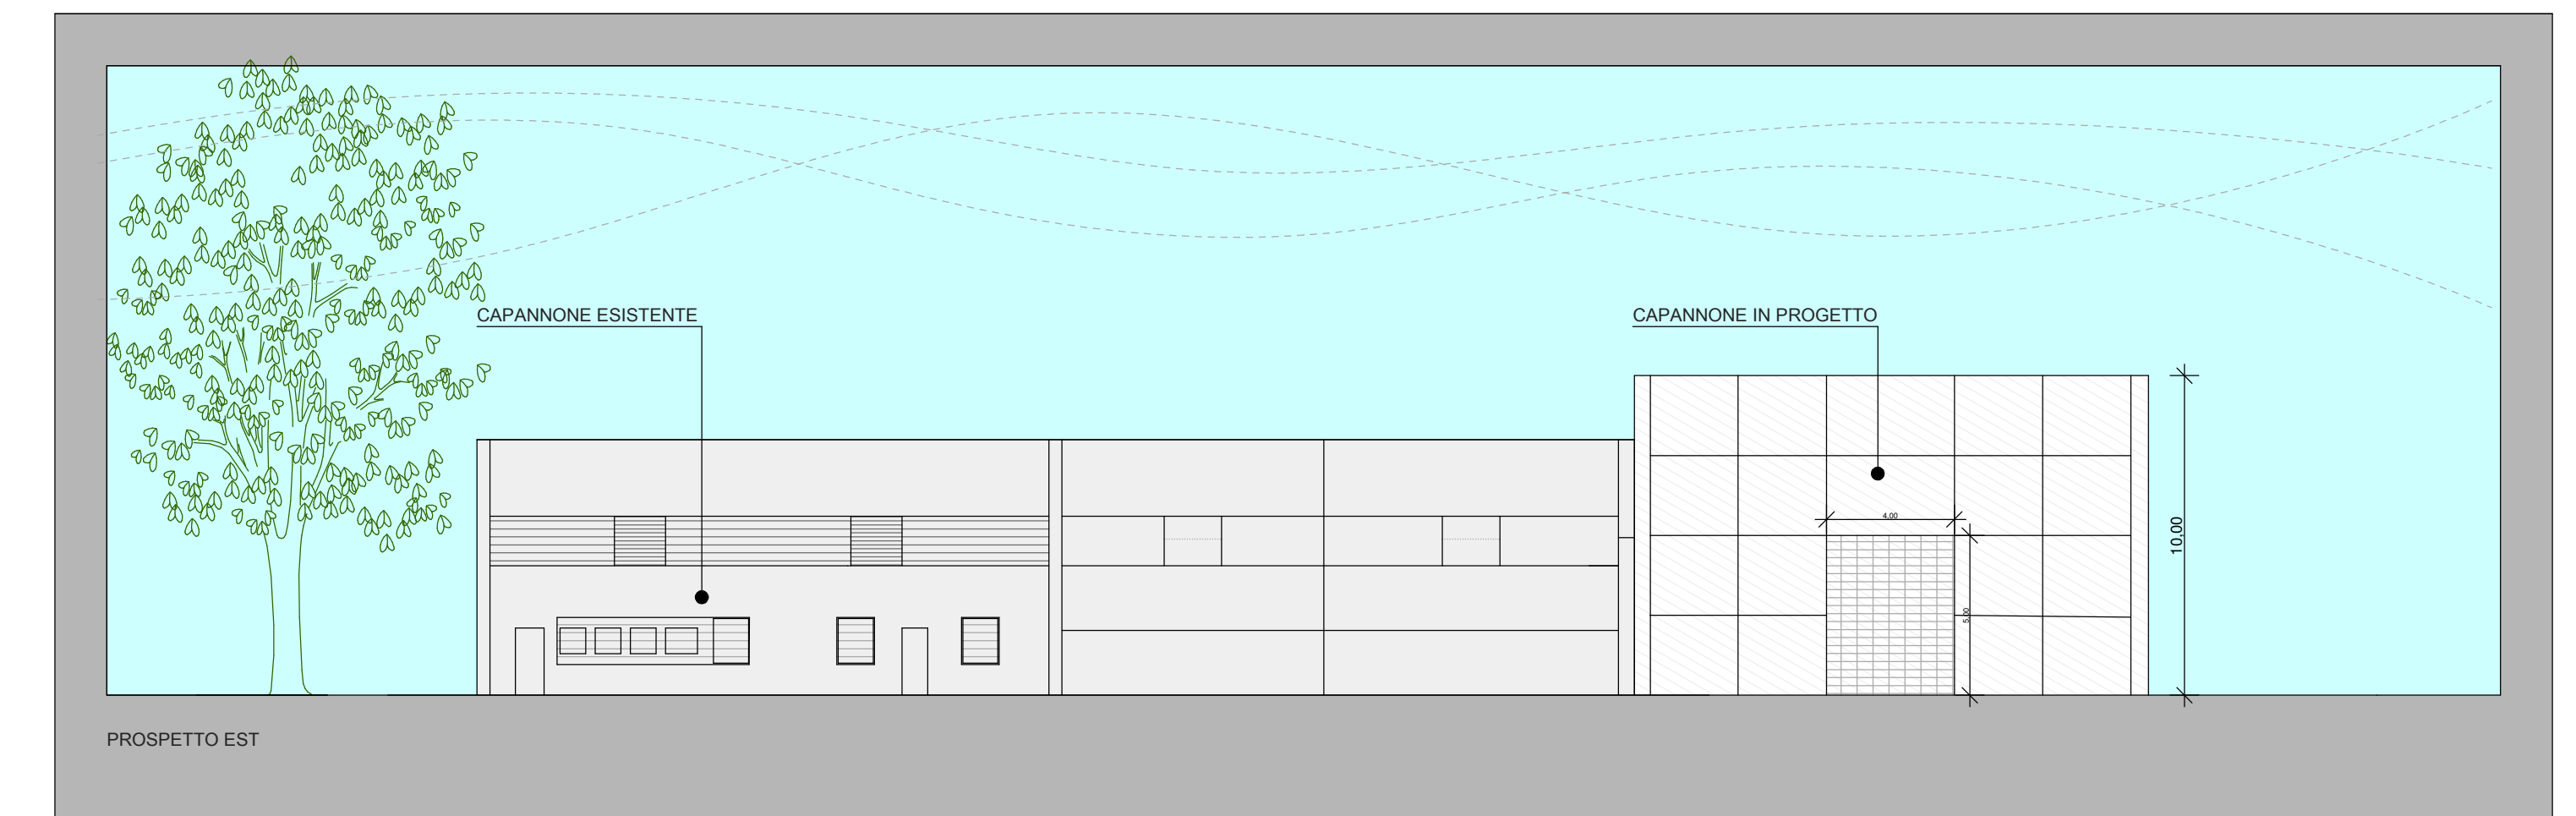 CAPANNONE ESISTENTE
CAPANNONE IN PROGETTO
4,00
10,00
5,00
PROSPETTO EST